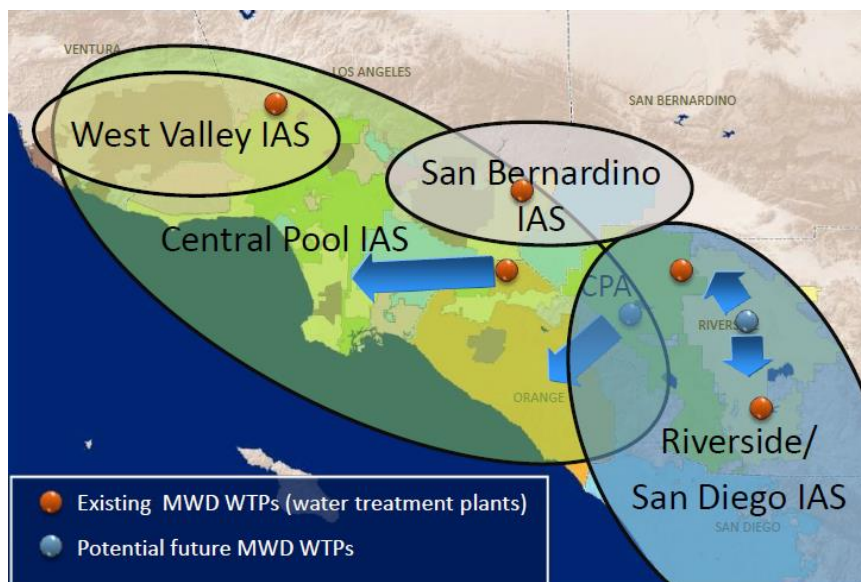 VENTURA
LOS ANGELES
SAN BERNARDINO
West Valley IAS
San Bernardino
IAS
Central Pool IAS
CPA
ORANGE
Riverside/
San Diego IAS
SAN DIEGO
Existing MWD WTPs (water treatment plants)
Potential future MWD WTPs